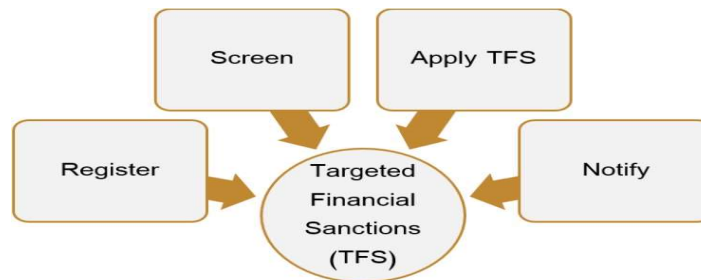 Screen
Apply TFS
Register
Notify
Targeted
Financial
Sanctions
(TFS)